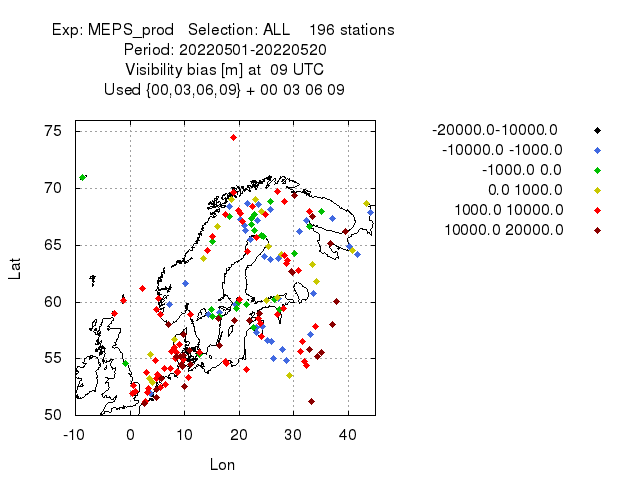 Exp: MEPS_prod   Selection: ALL    196 stations
Period: 20220501-20220520
Visibility bias [m] at  09 UTC
Used {00,03,06,09} + 00 03 06 09
-20000.0-10000.0
-10000.0 -1000.0
-1000.0 0.0
0.0 1000.0
1000.0 10000.0
10000.0 20000.0
75
70
65
60
55
50
Lat
-10 0 10 20 30 40
Lon